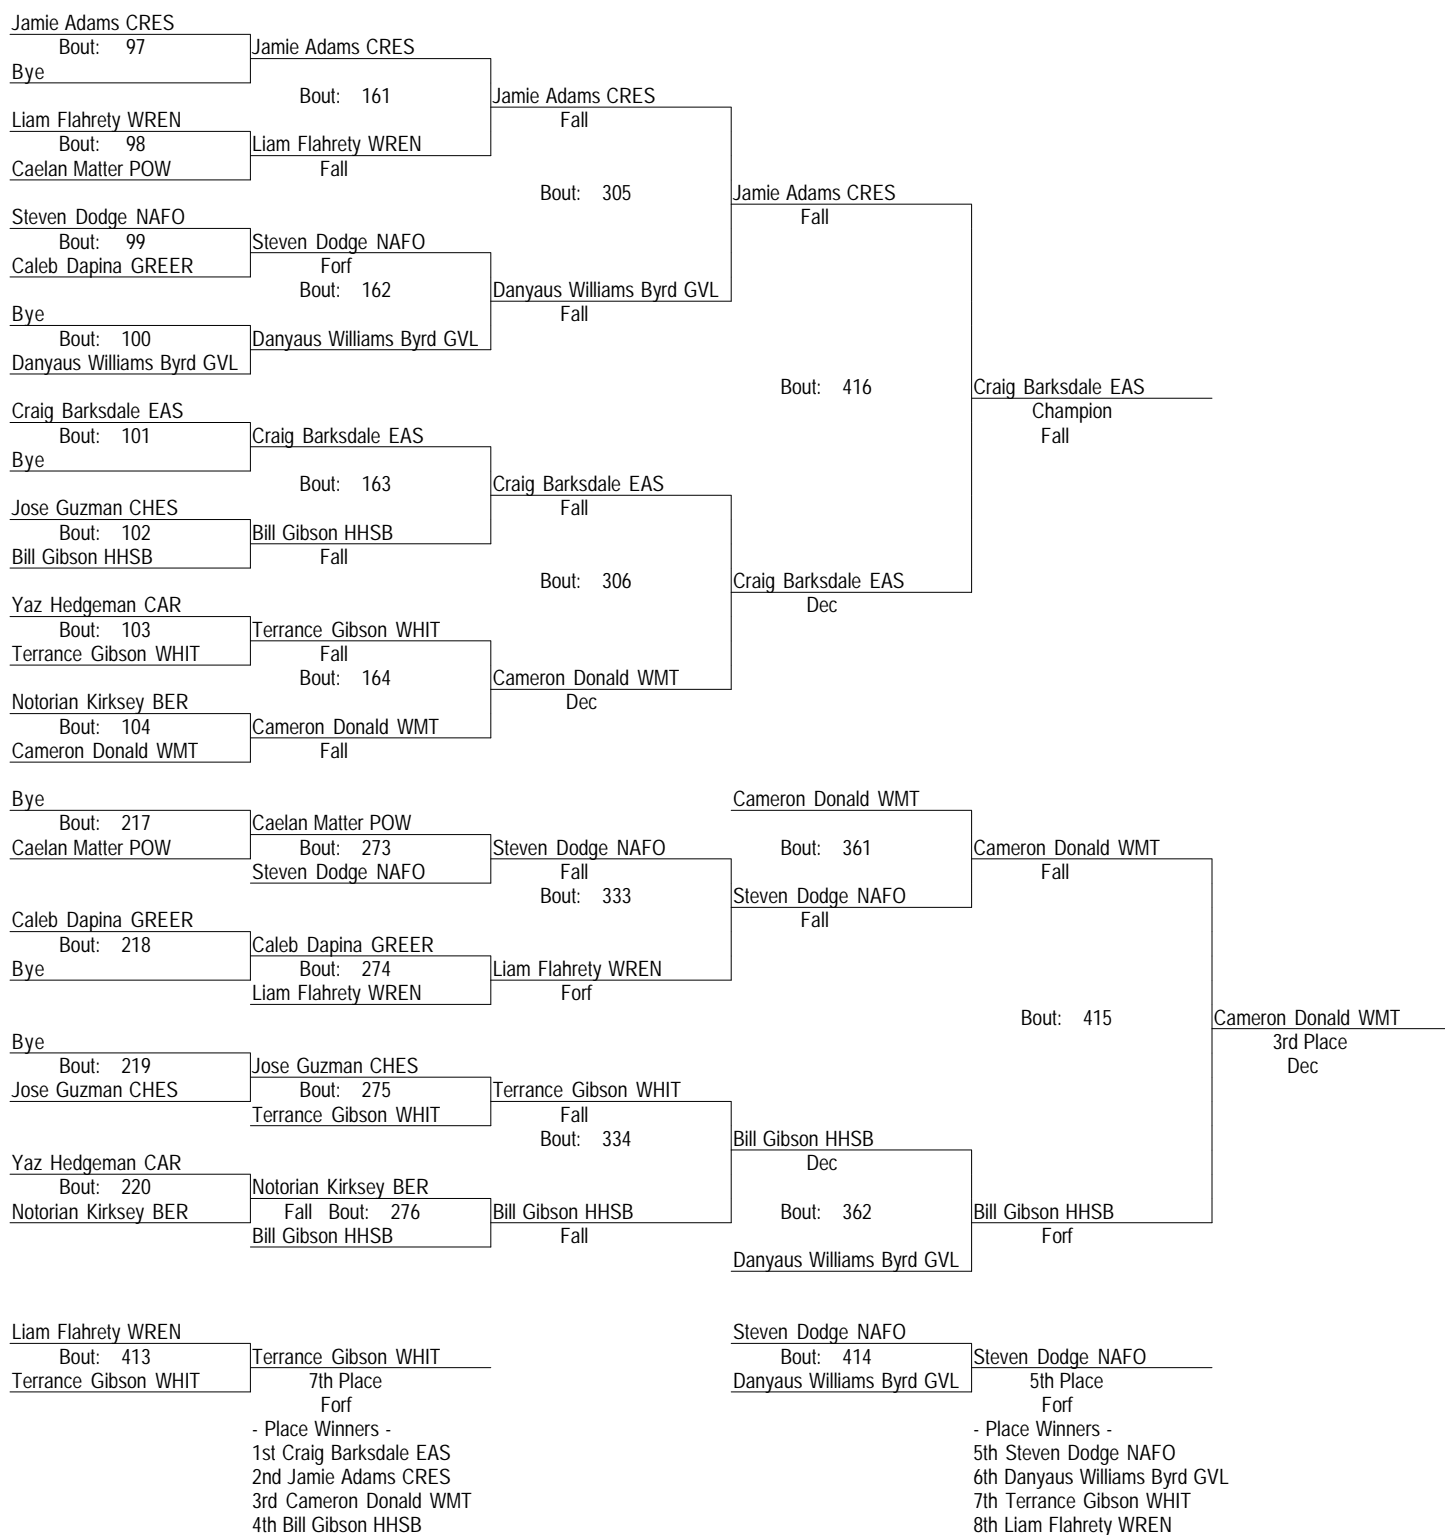 Jamie Adams CRES
Bout: 97
Jamie Adams CRES
Bye
Bout: 161
Jamie Adams CRES
Liam Flahrety WREN
Fall
Bout: 98
Liam Flahrety WREN
Caelan Matter POW
Fall
Bout: 305
Jamie Adams CRES
Steven Dodge NAFO
Fall
Bout: 99
Steven Dodge NAFO
Caleb Dapina GREER
Forf
Bout: 162
Danyaus Williams Byrd GVL
Bye
Fall
Bout: 100
Danyaus Williams Byrd GVL
Danyaus Williams Byrd GVL
Bout: 416
Craig Barksdale EAS
Craig Barksdale EAS
Champion
Bout: 101
Craig Barksdale EAS
Fall
Bye
Bout: 163
Craig Barksdale EAS
Jose Guzman CHES
Fall
Bout: 102
Bill Gibson HHSB
Bill Gibson HHSB
Fall
Bout: 306
Craig Barksdale EAS
Yaz Hedgeman CAR
Dec
Bout: 103
Terrance Gibson WHIT
Terrance Gibson WHIT
Fall
Bout: 164
Cameron Donald WMT
Notorian Kirksey BER
Dec
Bout: 104
Cameron Donald WMT
Cameron Donald WMT
Fall
Bye
Cameron Donald WMT
Bout: 217
Caelan Matter POW
Caelan Matter POW
Bout: 273
Steven Dodge NAFO
Bout: 361
Cameron Donald WMT
Steven Dodge NAFO
Fall
Fall
Bout: 333
Steven Dodge NAFO
Caleb Dapina GREER
Fall
Bout: 218
Caleb Dapina GREER
Bye
Bout: 274
Liam Flahrety WREN
Liam Flahrety WREN
Forf
Bout: 415
Cameron Donald WMT
Bye
3rd Place
Bout: 219
Jose Guzman CHES
Dec
Jose Guzman CHES
Bout: 275
Terrance Gibson WHIT
Terrance Gibson WHIT
Fall
Bout: 334
Bill Gibson HHSB
Yaz Hedgeman CAR
Dec
Bout: 220
Notorian Kirksey BER
Notorian Kirksey BER
Fall Bout: 276
Bill Gibson HHSB
Bout: 362
Bill Gibson HHSB
Bill Gibson HHSB
Fall
Forf
Danyaus Williams Byrd GVL
Liam Flahrety WREN
Bout: 413
Terrance Gibson WHIT
Terrance Gibson WHIT
7th Place
Forf
- Place Winners -
1st Craig Barksdale EAS
2nd Jamie Adams CRES
3rd Cameron Donald WMT
4th Bill Gibson HHSB
Steven Dodge NAFO
Bout: 414
Steven Dodge NAFO
Danyaus Williams Byrd GVL
5th Place
Forf
- Place Winners -
5th Steven Dodge NAFO
6th Danyaus Williams Byrd GVL
7th Terrance Gibson WHIT
8th Liam Flahrety WREN